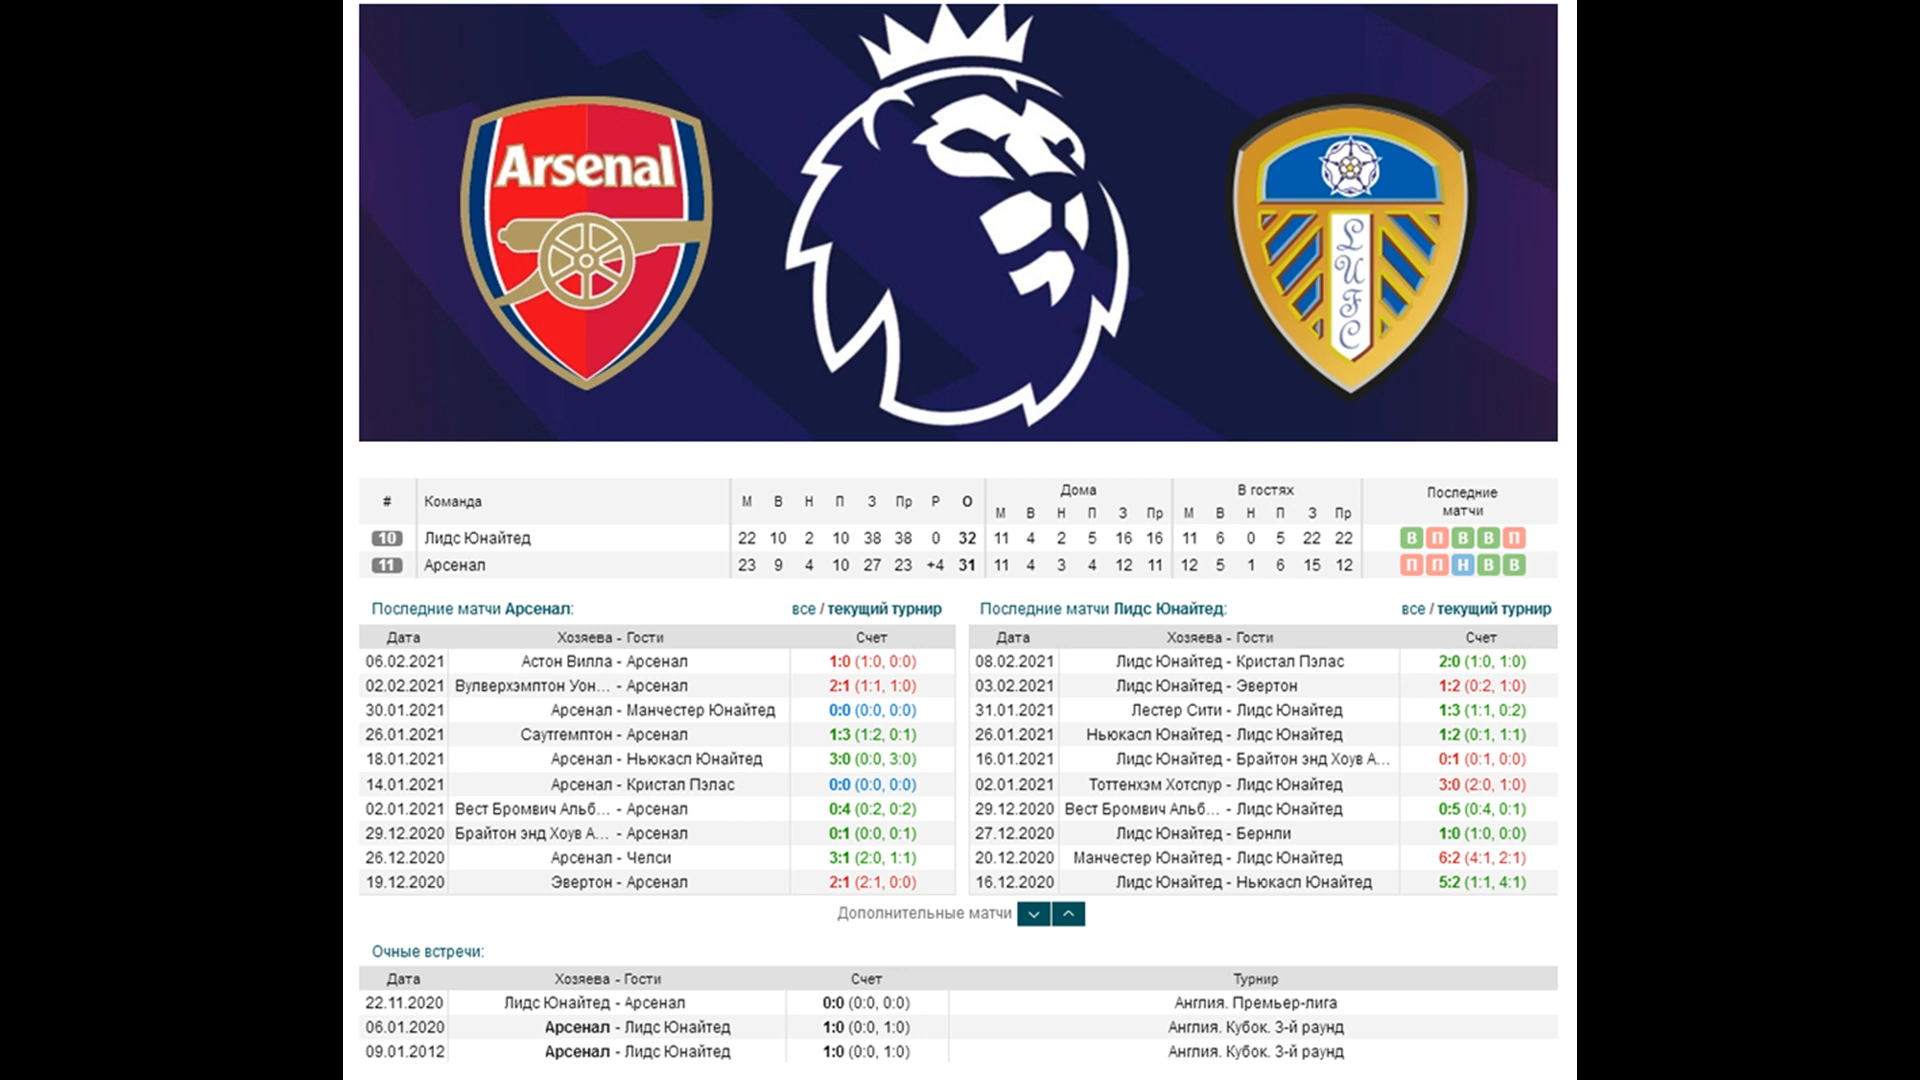 Arsenal
LUFC
# Команда М В Н П З Пр Р О Дома М В Н П З Пр В гостях М В Н П З Пр Последние матчи
10 Лидс Юнайтед 22 10 2 10 38 38 0 32 11 4 2 5 16 16 11 6 0 5 22 22 В П В В П
11 Арсенал 23 9 4 10 27 23 +4 31 11 4 3 4 12 11 12 5 1 6 15 12 П П Н В В
Последние матчи Арсенал: все / текущий турнир
Дата Хозяева - Гости Счет
06.02.2021 Астон Вилла - Арсенал 1:0 (1:0, 0:0)
02.02.2021 Вулверхэмптон Уон... - Арсенал 2:1 (1:1, 1:0)
30.01.2021 Арсенал - Манчестер Юнайтед 0:0 (0:0, 0:0)
26.01.2021 Саутгемптон - Арсенал 1:3 (1:2, 0:1)
18.01.2021 Арсенал - Ньюкасл Юнайтед 3:0 (0:0, 3:0)
14.01.2021 Арсенал - Кристал Пэлас 0:0 (0:0, 0:0)
02.01.2021 Вест Бромвич Альб... - Арсенал 0:4 (0:2, 0:2)
29.12.2020 Брайтон энд Хоув А... - Арсенал 0:1 (0:0, 0:1)
26.12.2020 Арсенал - Челси 3:1 (2:0, 1:1)
19.12.2020 Эвертон - Арсенал 2:1 (2:1, 0:0)
Последние матчи Лидс Юнайтед: все / текущий турнир
Дата Хозяева - Гости Счет
08.02.2021 Лидс Юнайтед - Кристал Пэлас 2:0 (1:0, 1:0)
03.02.2021 Лидс Юнайтед - Эвертон 1:2 (0:2, 1:0)
31.01.2021 Лестер Сити - Лидс Юнайтед 1:3 (1:1, 0:2)
26.01.2021 Ньюкасл Юнайтед - Лидс Юнайтед 1:2 (0:1, 1:1)
16.01.2021 Лидс Юнайтед - Брайтон энд Хоув А... 0:1 (0:1, 0:0)
02.01.2021 Тоттенхэм Хотспур - Лидс Юнайтед 3:0 (2:0, 1:0)
29.12.2020 Вест Бромвич Альб... - Лидс Юнайтед 0:5 (0:4, 0:1)
27.12.2020 Лидс Юнайтед - Бернли 1:0 (1:0, 0:0)
20.12.2020 Манчестер Юнайтед - Лидс Юнайтед 6:2 (4:1, 2:1)
16.12.2020 Лидс Юнайтед - Ньюкасл Юнайтед 5:2 (1:1, 4:1)
Дополнительные матчи
Очные встречи:
Дата Хозяева - Гости Счет Турнир
22.11.2020 Лидс Юнайтед - Арсенал 0:0 (0:0, 0:0) Англия. Премьер-лига
06.01.2020 Арсенал - Лидс Юнайтед 1:0 (0:0, 1:0) Англия. Кубок. 3-й раунд
09.01.2012 Арсенал - Лидс Юнайтед 1:0 (0:0, 1:0) Англия. Кубок. 3-й раунд